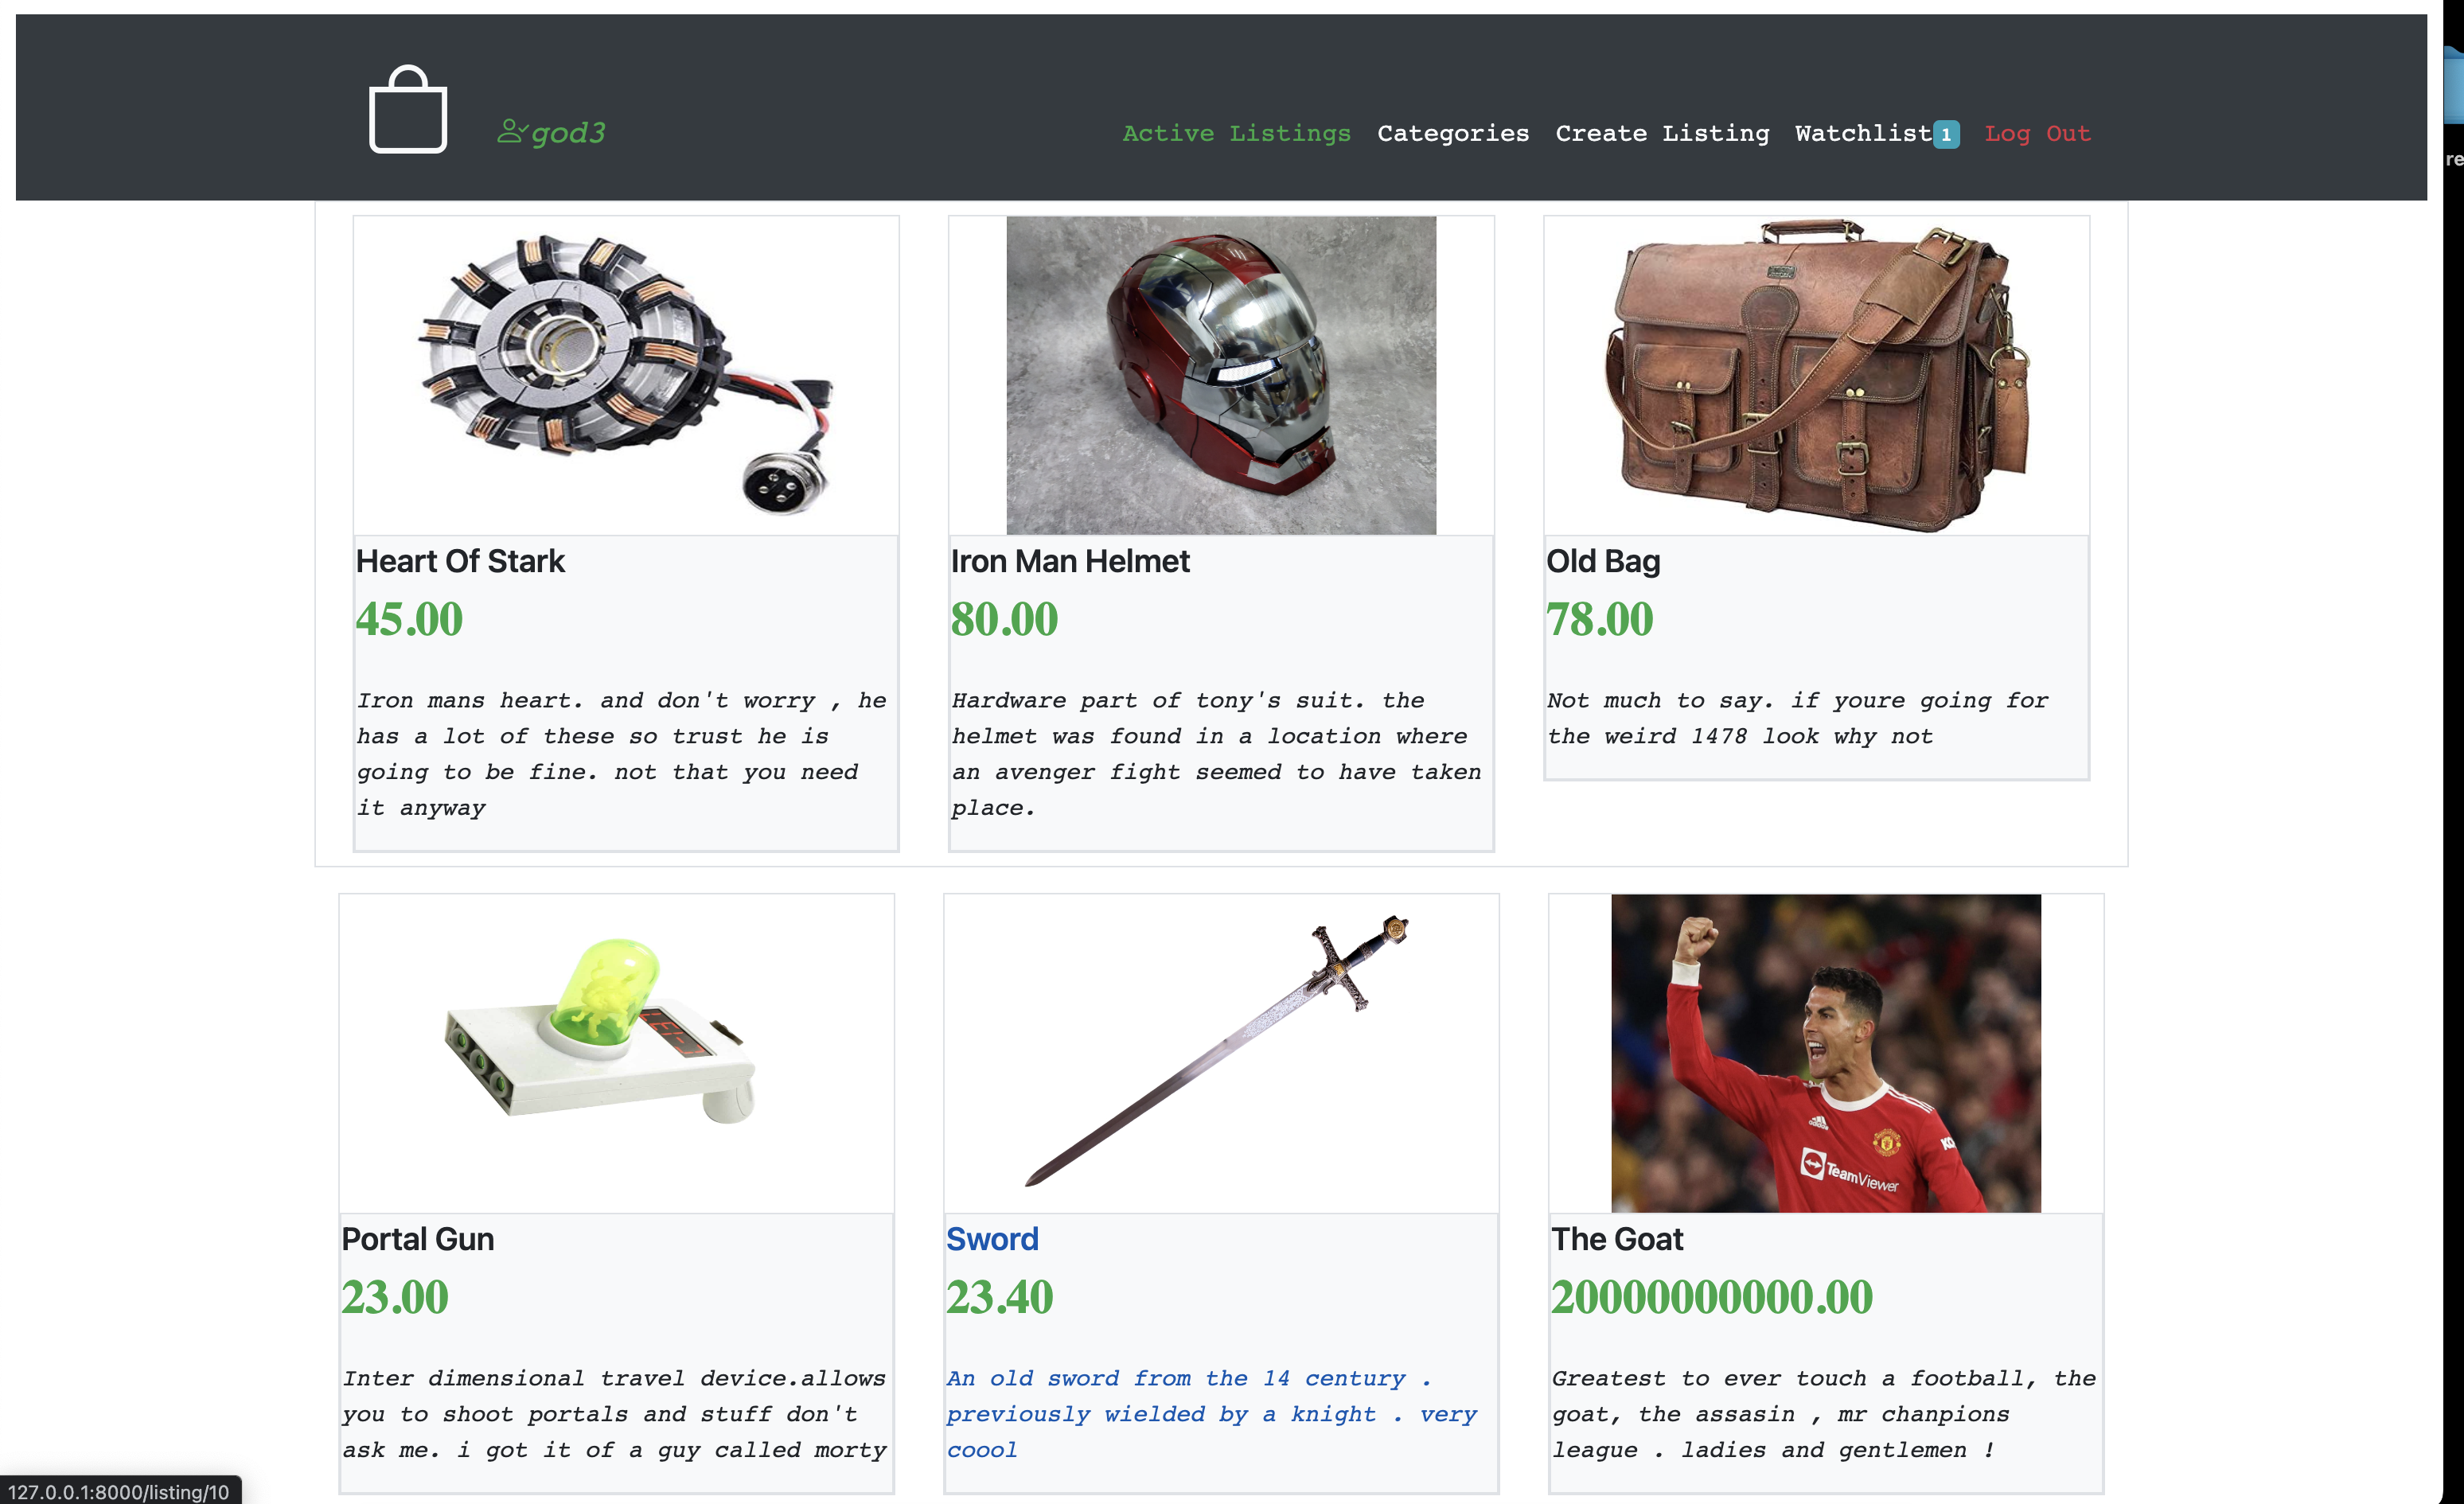 god3
Active Listings Categories Create Listing Watchlist 1 Log Out
re
Heart Of Stark
45.00
Iron mans heart. and don't worry , he
has a lot of these so trust he is
going to be fine. not that you need
it anyway
Iron Man Helmet
80.00
Hardware part of tony's suit. the
helmet was found in a location where
an avenger fight seemed to have taken
place.
Old Bag
78.00
Not much to say. if youre going for
the weird 1478 look why not
Portal Gun
23.00
Inter dimensional travel device.allows
you to shoot portals and stuff don't
ask me. i got it of a guy called morty
Sword
23.40
An old sword from the 14 century .
previously wielded by a knight . very
coool
adidas
TeamViewer
The Goat
20000000000.00
Greatest to ever touch a football, the
goat, the assasin , mr chanpions
league . ladies and gentlemen !
127.0.0.1:8000/listing/10